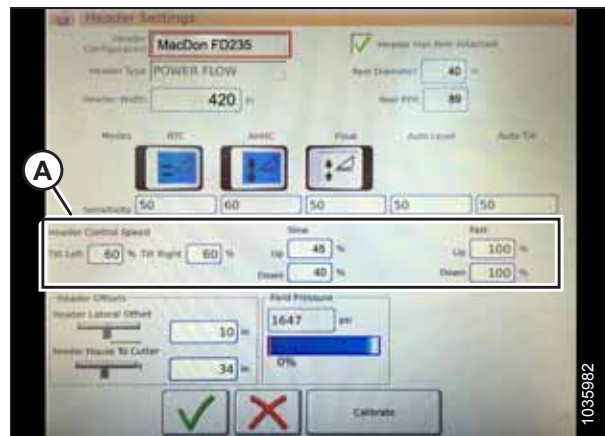 Header Settings
Header Configuration MacDon FD235
Header Has Reel Attached
Header Type POWER FLOW
Reel Diameter 40 in
Header Width 420 in
Reel PPR 89
Modes RTC AHHC Float Auto Level Auto Tilt
Sensitivity 50 60 50 50 50
A
Header Control Speed Slow Fast
Tilt Left 60 % Tilt Right 60 % Up 45 % Up 100 %
Down 40 % Down 100 %
Header Offsets Field Pressure
Header Lateral Offset 10 in 1647 psi
Feeder House To Cutter 34 in 0%
Calibrate
1035982